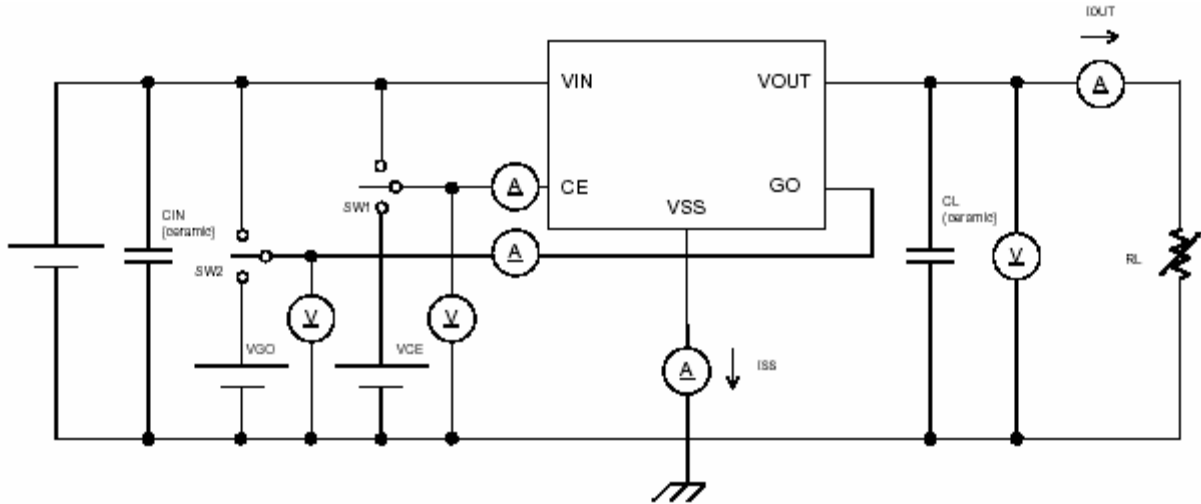 IOUT
A
VIN
VOUT
A
CE
GO
SW1
VSS
CIN
(ceramic)
CL
(ceramic)
A
V
RL
SW2
V
V
VGO
VCE
A
ISS